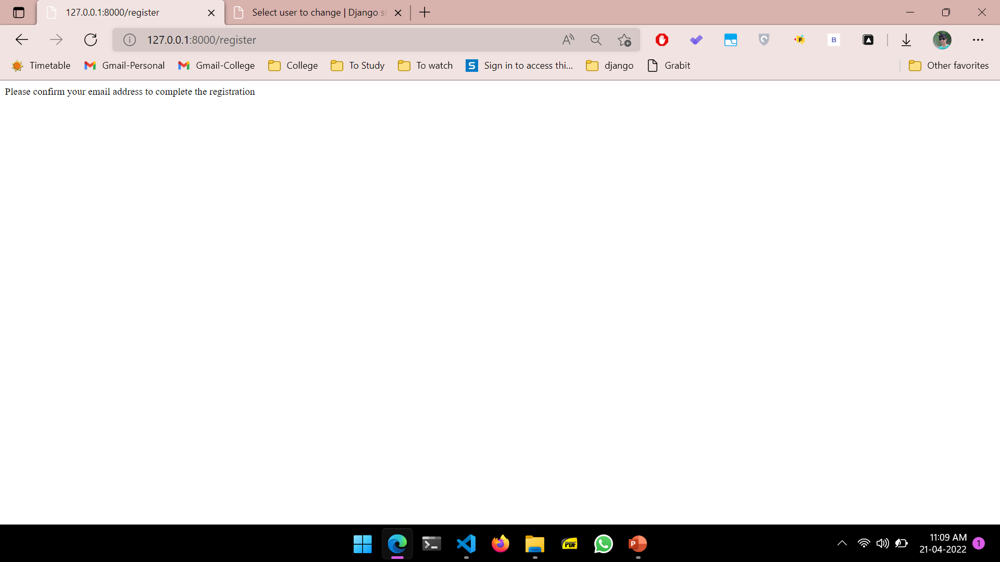 127.0.0.1:8000/register
Select user to change | Django si
127.0.0.1:8000/register
Timetable
Gmail-Personal
Gmail-College
College
To Study
To watch
S
Sign in to access thi...
django
Grabit
Other favorites
F
B
Please confirm your email address to complete the registration
PDF
P
11:09 AM
21-04-2022
1